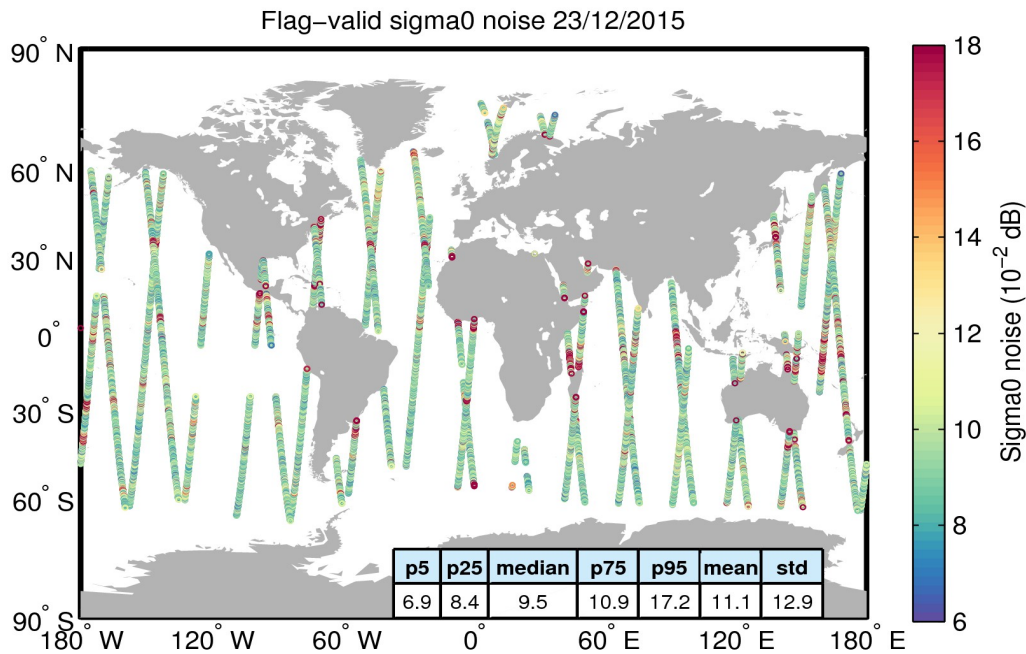 Flag−valid sigma0 noise 23/12/2015
90° N
60° N
30° N
0°
30° S
60° S
90° S
180° W
120° W
60° W
0°
60° E
120° E
180° E
p5 p25 median p75 p95 mean std
6.9 8.4 9.5 10.9 17.2 11.1 12.9
18
16
14
12
10
8
6
Sigma0 noise (10⁻² dB)